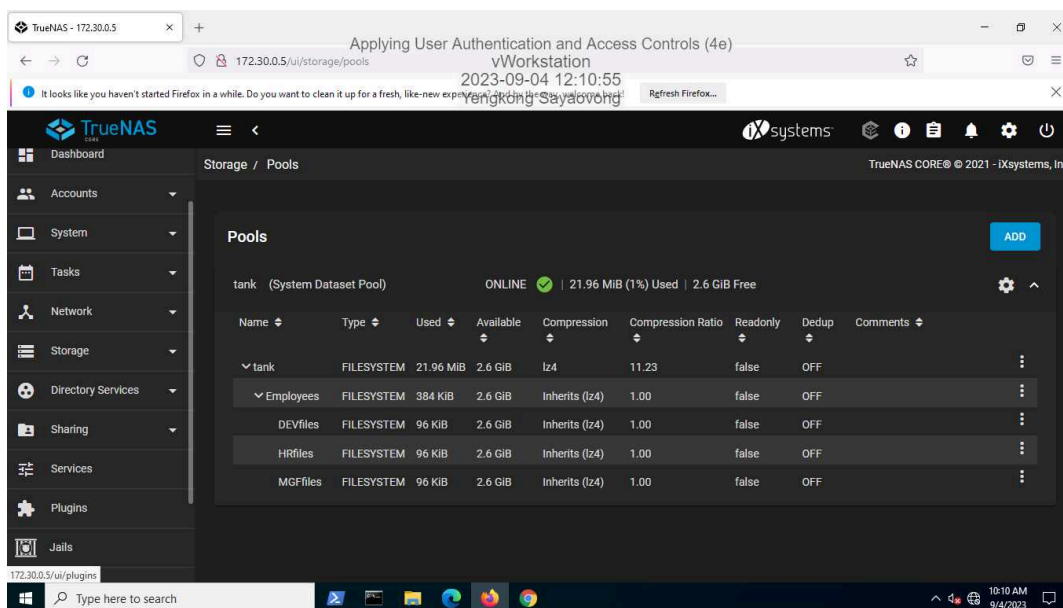 TrueNAS - 172.30.0.5
Applying User Authentication and Access Controls (4e)
vWorkstation
2023-09-04 12:10:55
Yengkong Sayaovong
172.30.0.5/ui/storage/pools
It looks like you haven't started Firefox in a while. Do you want to clean it up for a fresh, like-new experience? And by the way, welcome back!
Refresh Firefox...
TrueNAS
CORE
iXsystems
Dashboard
Storage / Pools
TrueNAS CORE® © 2021 - iXsystems, In
Accounts
System
Tasks
Network
Storage
Directory Services
Sharing
Services
Plugins
Jails
Pools
ADD
tank (System Dataset Pool) ONLINE | 21.96 MiB (1%) Used | 2.6 GiB Free
Name Type Used Available Compression Compression Ratio Readonly Dedup Comments
tank FILESYSTEM 21.96 MiB 2.6 GiB lz4 11.23 false OFF
Employees FILESYSTEM 384 KiB 2.6 GiB Inherits (lz4) 1.00 false OFF
DEVfiles FILESYSTEM 96 KiB 2.6 GiB Inherits (lz4) 1.00 false OFF
HRfiles FILESYSTEM 96 KiB 2.6 GiB Inherits (lz4) 1.00 false OFF
MGFfiles FILESYSTEM 96 KiB 2.6 GiB Inherits (lz4) 1.00 false OFF
172.30.0.5/ui/plugins
Type here to search
10:10 AM
9/4/2023